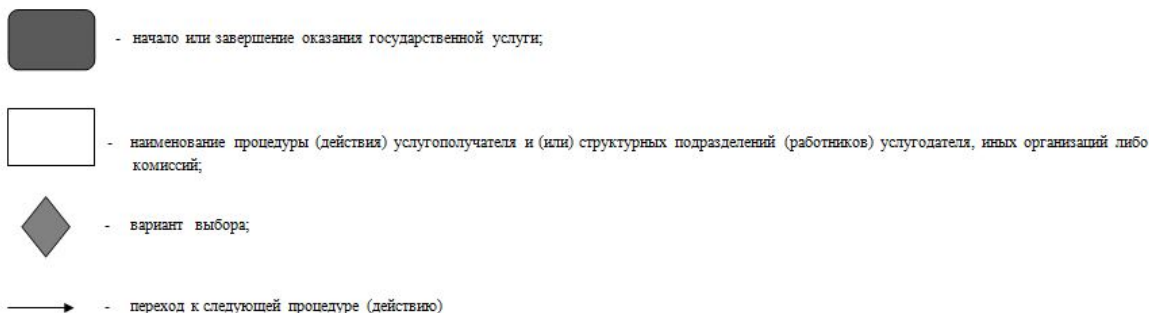 - начало или завершение оказания государственной услуги;
- наименование процедуры (действия) услугополучателя и (или) структурных подразделений (работников) услугодателя, иных организаций либо
комиссий;
- вариант выбора;
- переход к следующей процедуре (действию)